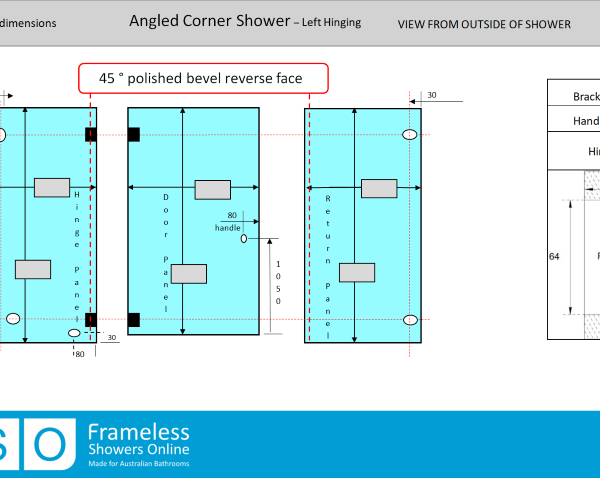 dimensions
Angled Corner Shower – Left Hinging
VIEW FROM OUTSIDE OF SHOWER
45 ° polished bevel reverse face
30
Hinge Panel
Door Panel
80
handle
1050
Return Panel
30
80
Brack
Hand
Hin
64
SO
Frameless
Showers Online
Made for Australian Bathrooms